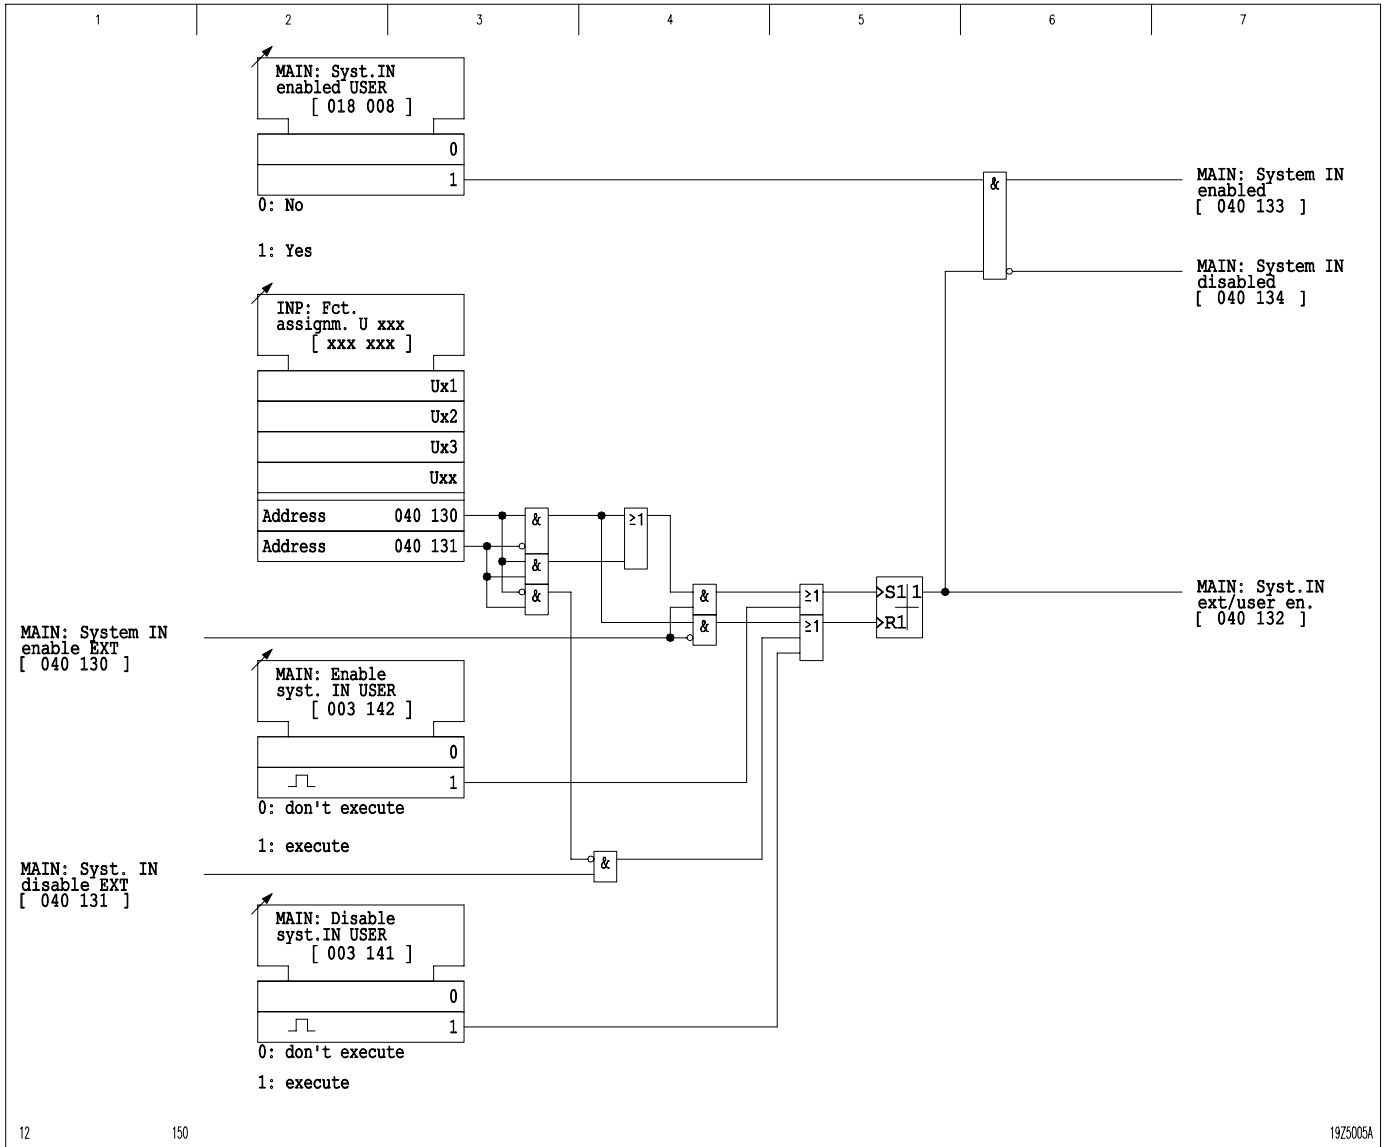 1 2 3 4 5 6 7
MAIN: Syst.IN
enabled USER
[ 018 008 ]
0
1
0: No
1: Yes
&
MAIN: System IN
enabled
[ 040 133 ]
MAIN: System IN
disabled
[ 040 134 ]
INP: Fct.
assignm. U xxx
[ xxx xxx ]
Ux1
Ux2
Ux3
Uxx
Address 040 130
Address 040 131
&
&
&
≥1
&
&
≥1
≥1
S1 1
R1
MAIN: Syst.IN
ext/user en.
[ 040 132 ]
MAIN: System IN
enable EXT
[ 040 130 ]
MAIN: Enable
syst. IN USER
[ 003 142 ]
0
1
0: don't execute
1: execute
&
MAIN: Syst. IN
disable EXT
[ 040 131 ]
MAIN: Disable
syst.IN USER
[ 003 141 ]
0
1
0: don't execute
1: execute
12 150 19Z5005A